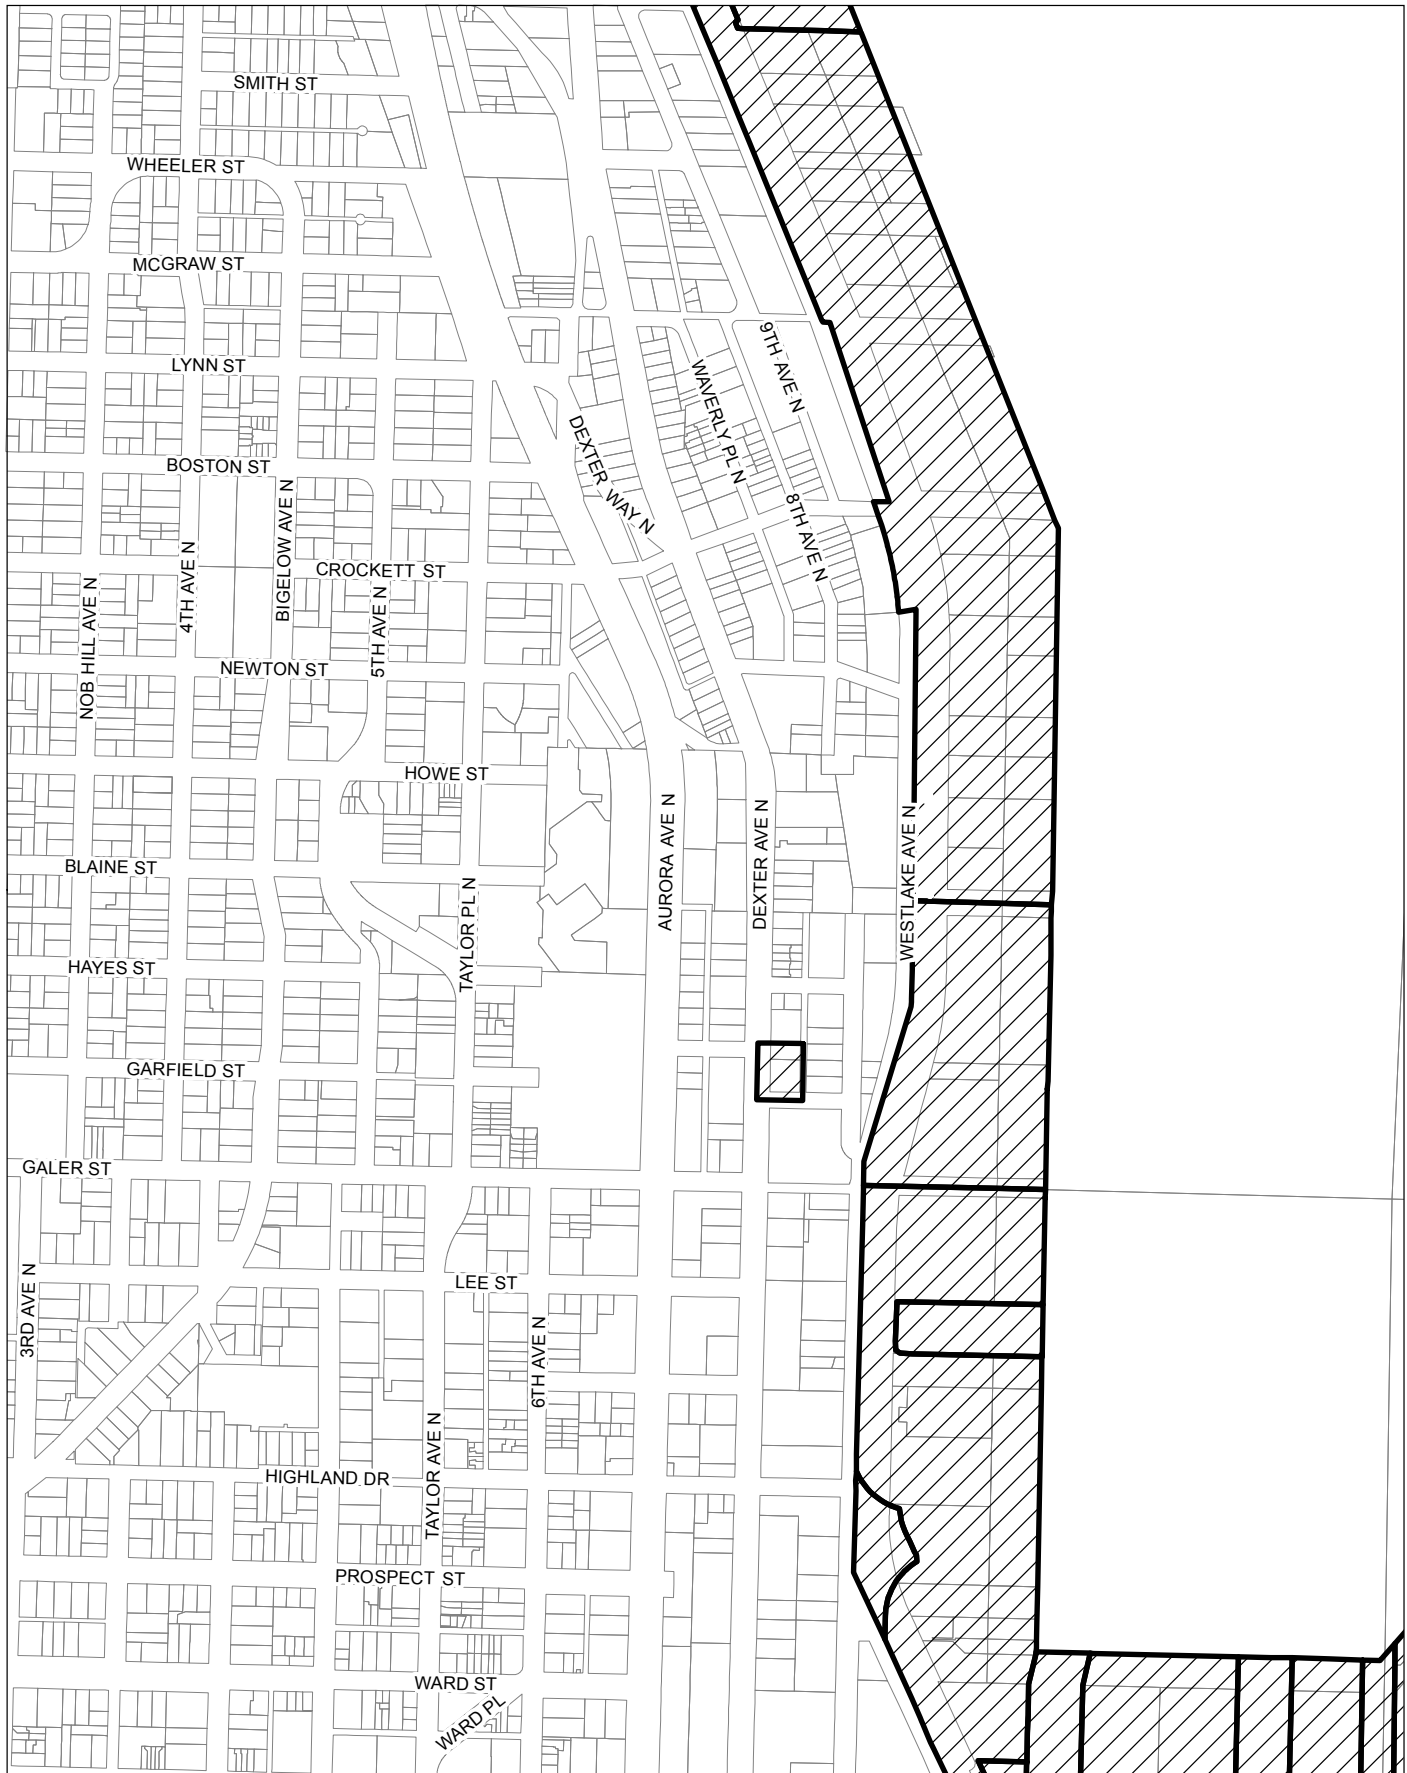 SMITH ST
WHEELER ST
MCGRAW ST
9TH AVE N
LYNN ST
WAVERLY PL N
DEXTER WAY N
BOSTON ST
BIGELOW AVE N
8TH AVE N
4TH AVE N
CROCKETT ST
NOB HILL AVE N
5TH AVE N
NEWTON ST
HOWE ST
AURORA AVE N
DEXTER AVE N
WESTLAKE AVE N
BLAINE ST
TAYLOR PL N
HAYES ST
GARFIELD ST
GALER ST
3RD AVE N
LEE ST
6TH AVE N
TAYLOR AVE N
HIGHLAND DR
PROSPECT ST
WARD ST
WARD PL